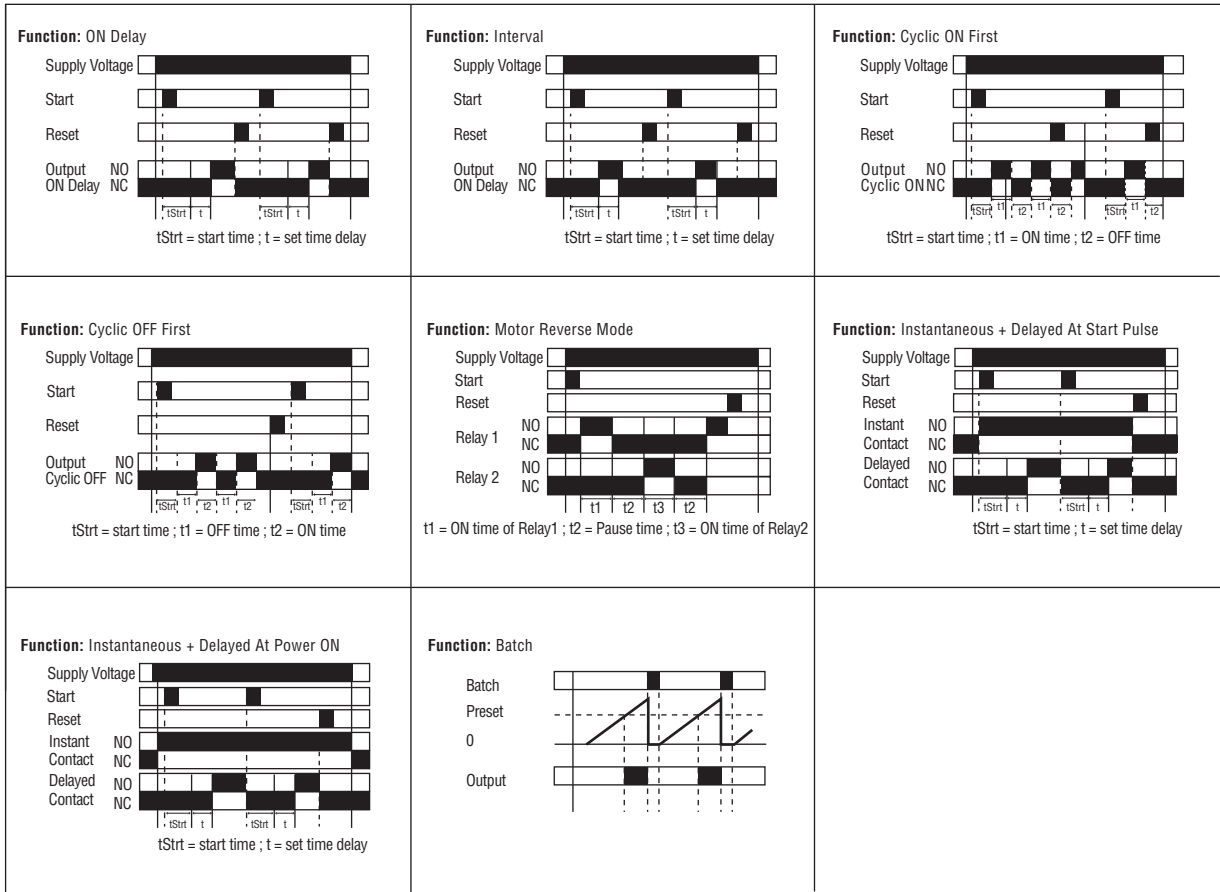 Function: ON Delay
Supply Voltage
Start
Reset
Output NO
ON Delay NC
tStrt t tStrt t
tStrt = start time ; t = set time delay
Function: Interval
Supply Voltage
Start
Reset
Output NO
ON Delay NC
tStrt t tStrt t
tStrt = start time ; t = set time delay
Function: Cyclic ON First
Supply Voltage
Start
Reset
Output NO
Cyclic ON NC
tStrt t1 t2 t1 t2 tStrt t1 t2
tStrt = start time ; t1 = ON time ; t2 = OFF time
Function: Cyclic OFF First
Supply Voltage
Start
Reset
Output NO
Cyclic OFF NC
tStrt t1 t2 t1 t2 tStrt t1 t2
tStrt = start time ; t1 = OFF time ; t2 = ON time
Function: Motor Reverse Mode
Supply Voltage
Start
Reset
Relay 1 NO
NC
Relay 2 NO
NC
t1 t2 t3 t2
t1 = ON time of Relay1 ; t2 = Pause time ; t3 = ON time of Relay2
Function: Instantaneous + Delayed At Start Pulse
Supply Voltage
Start
Reset
Instant NO
Contact NC
Delayed NO
Contact NC
tStrt t tStrt t
tStrt = start time ; t = set time delay
Function: Instantaneous + Delayed At Power ON
Supply Voltage
Start
Reset
Instant NO
Contact NC
Delayed NO
Contact NC
tStrt t tStrt t
tStrt = start time ; t = set time delay
Function: Batch
Batch
Preset
0
Output